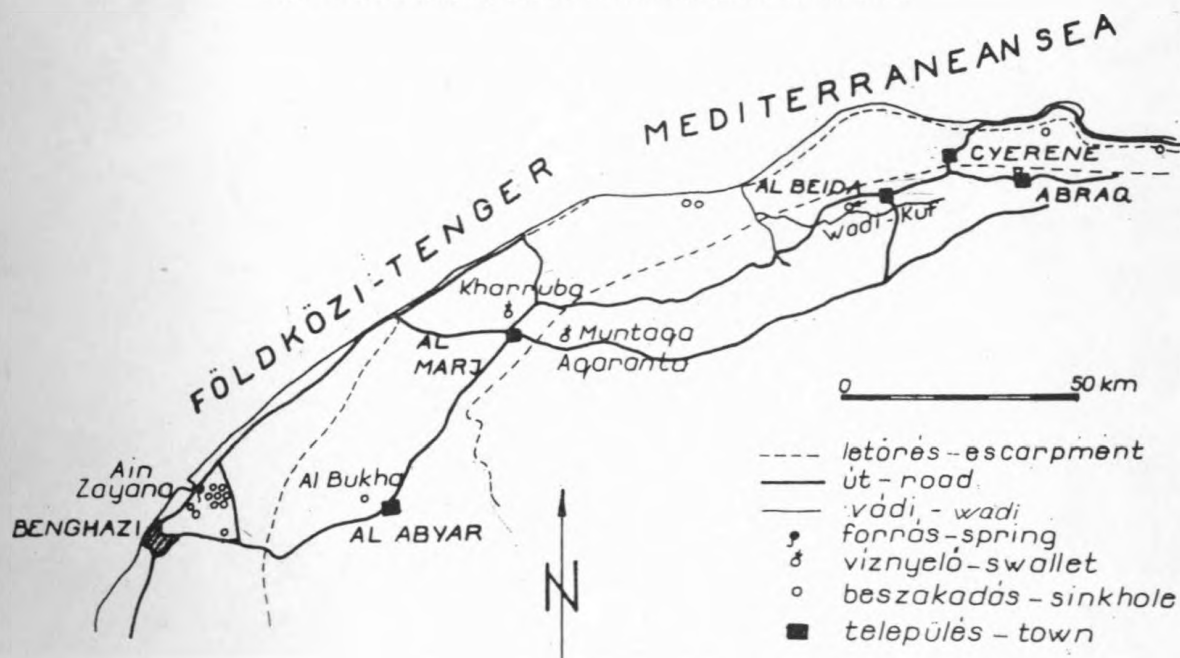 MEDITERRANEAN SEA
FÖLDKÖZI-TENGER
CYERENE
AL BEIDA
ABRAQ
Wadi-Kuf
Kharruba
Muntaga
Aqaranta
AL
MARJ
Ain
Zayana
Al Bukha
BENGHAZI
AL ABYAR
N
0 50 km
letörés-escarpment
út-road
vádi-wadi
forrás-spring
víznyelő-swallet
beszakadás-sinkhole
település-town